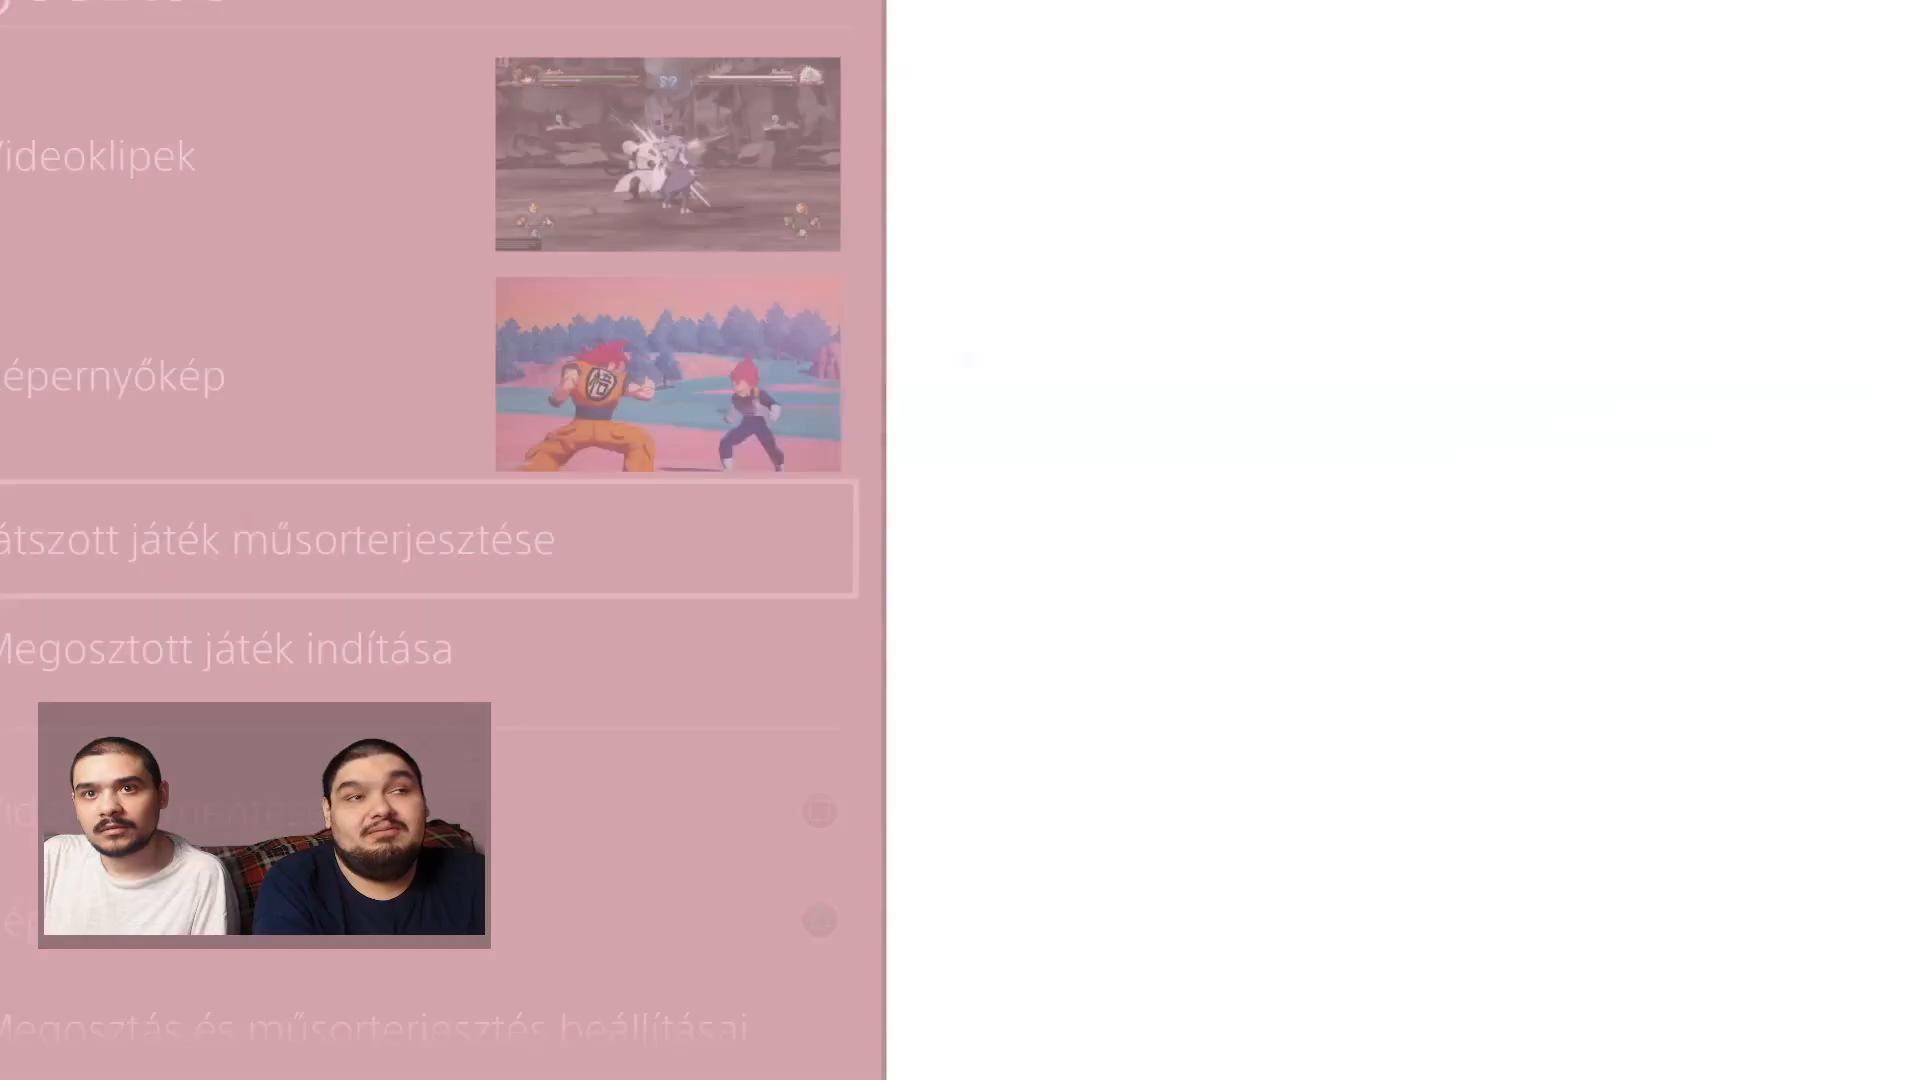 ideoklipek
épernyőkép
átszott játék műsorterjesztése
Megosztott játék indítása
Megosztás és műsorterjesztés beállításai